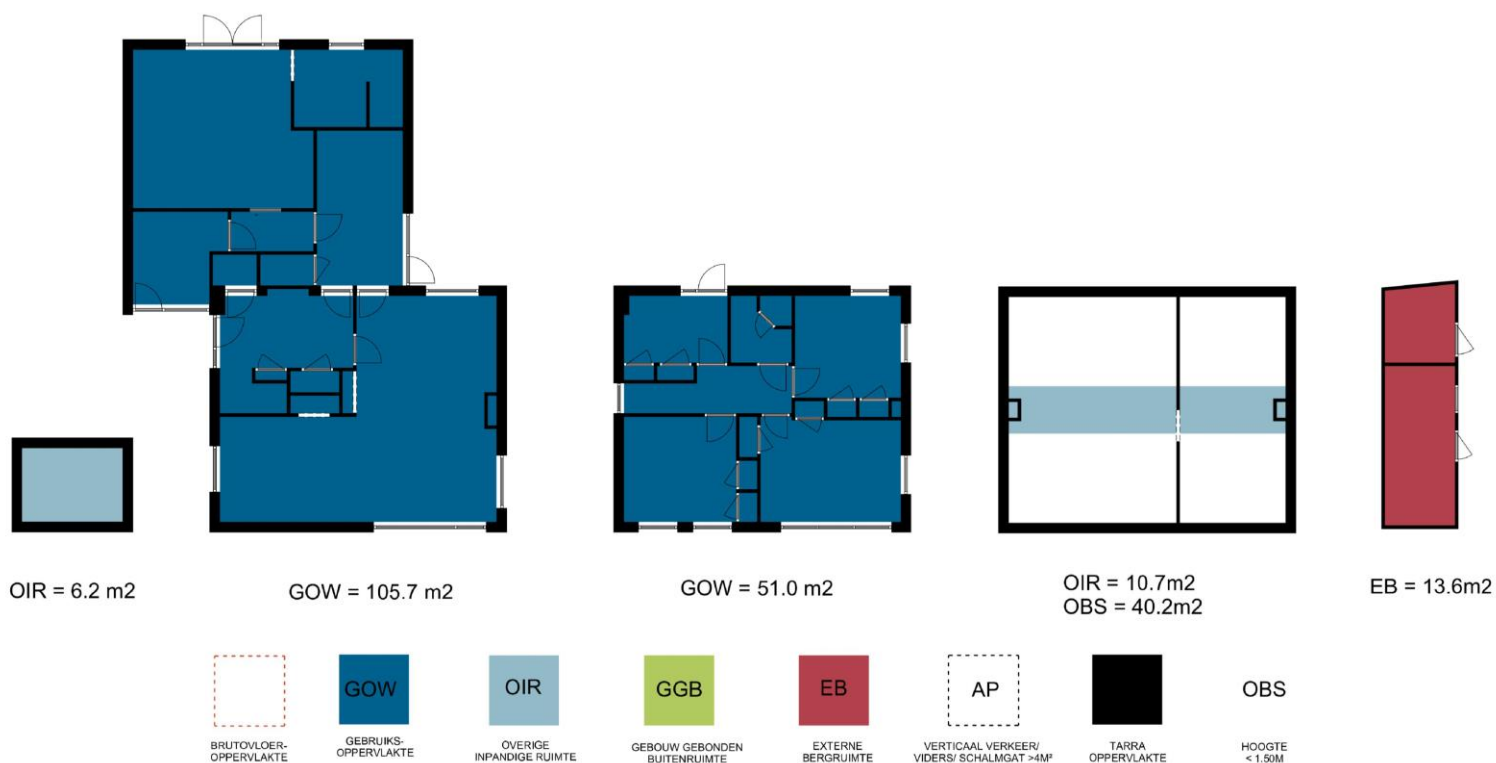 OIR = 6.2 m2
GOW = 105.7 m2
GOW = 51.0 m2
OIR = 10.7m2
OBS = 40.2m2
EB = 13.6m2
GOW
OIR
GGB
EB
AP
OBS
BRUTOVLOER-
OPPERVLAKTE
GEBRUIKS-
OPPERVLAKTE
OVERIGE
INPANDIGE RUIMTE
GEBOUW GEBONDEN
BUITENRUIMTE
EXTERNE
BERGRUIMTE
VERTICAAL VERKEER/
VIDERS/ SCHALMGAT >4M²
TARRA
OPPERVLAKTE
HOOGTE
< 1.50M